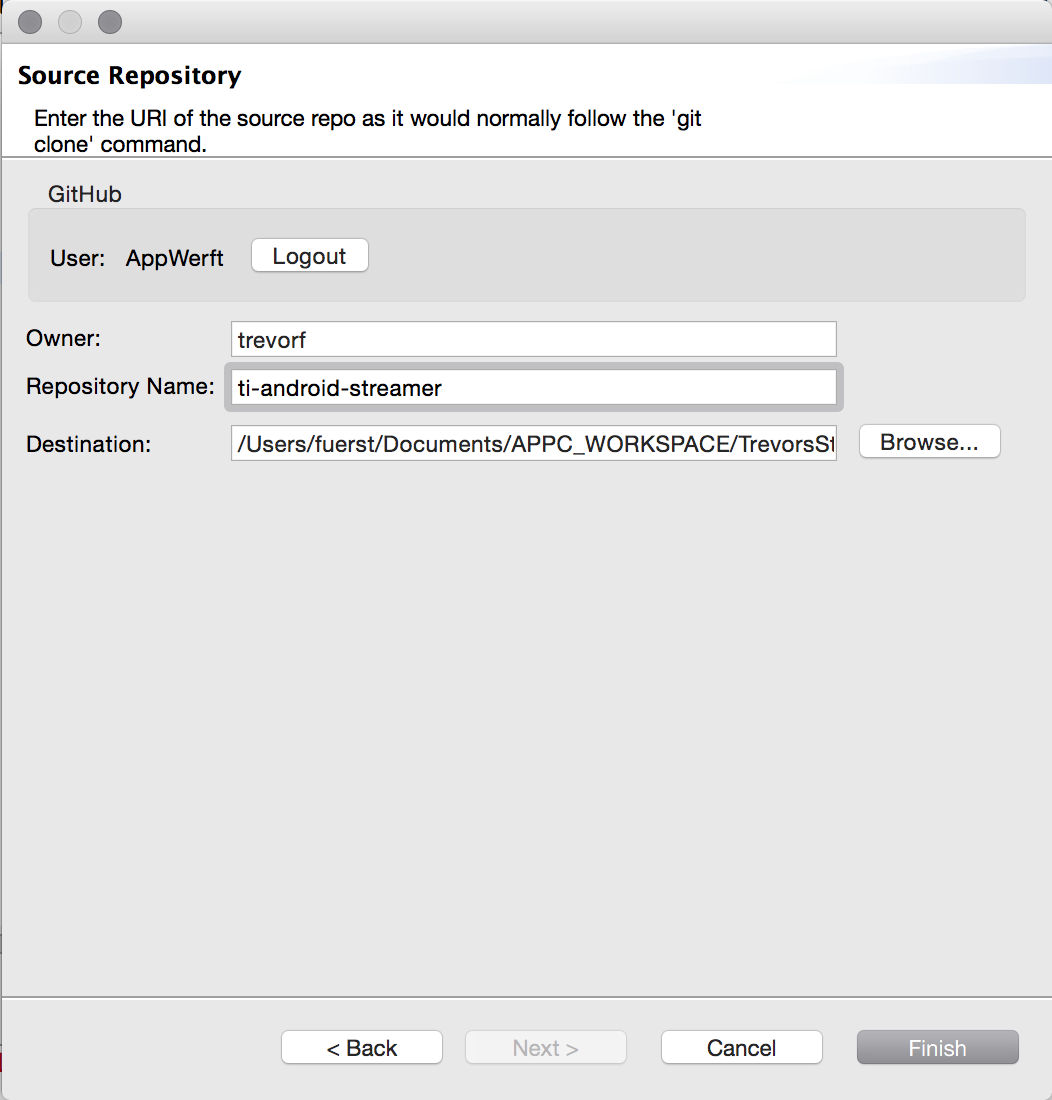 Source Repository
Enter the URI of the source repo as it would normally follow the 'git
clone' command.
GitHub
User: AppWerft Logout
Owner: trevorf
Repository Name: ti-android-streamer
Destination: /Users/fuerst/Documents/APPC_WORKSPACE/TrevorsSt Browse...
< Back Next > Cancel Finish